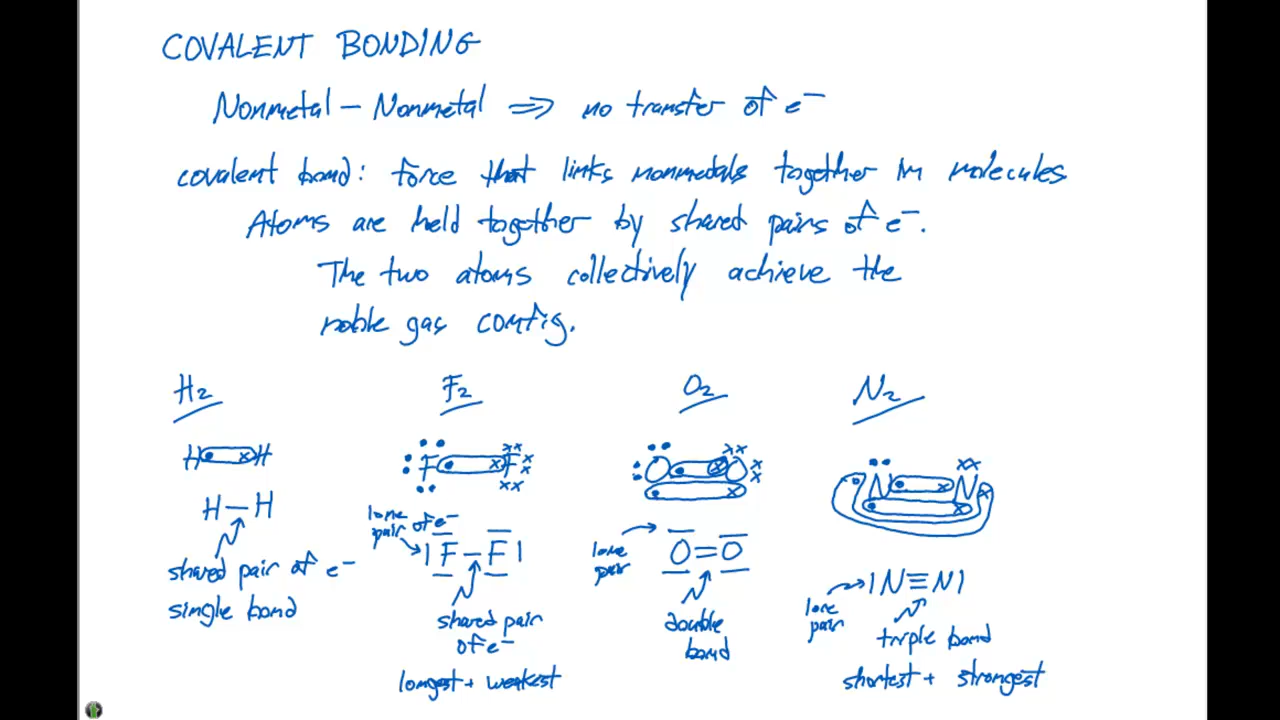 COVALENT BONDING
Nonmetal – Nonmetal ⇒ no transfer of e⁻
covalent bond: force that links nonmetals together in molecules
Atoms are held together by shared pairs of e⁻.
The two atoms collectively achieve the
noble gas config.
H₂ F₂ O₂ N₂
H H F F O O N N
H–H
shared pair of e⁻
single bond
lone pair of e⁻
|F–F|
shared pair
of e⁻
longest + weakest
lone
pair
O=O
double
bond
lone
pair
|N≡N|
triple bond
shortest + strongest